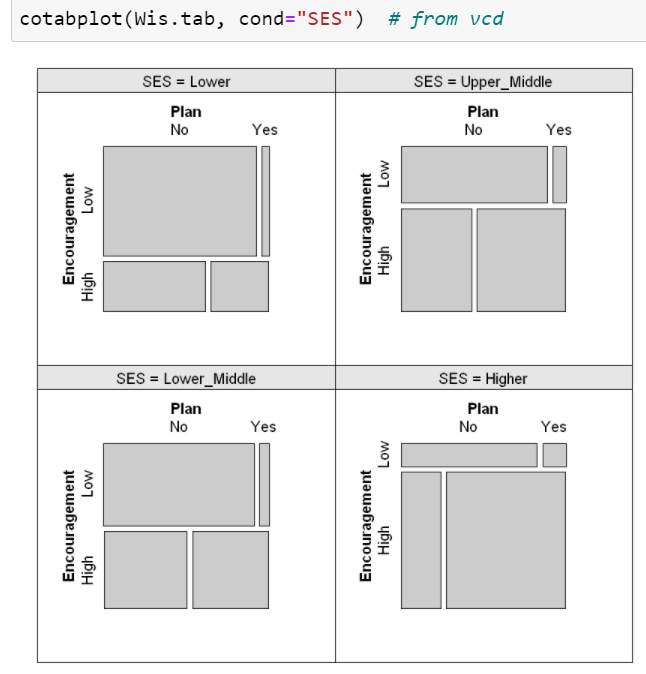 cotabplot(Wis.tab, cond="SES")  # from vcd
SES = Lower
Plan
No Yes
Encouragement
Low
High
SES = Upper_Middle
Plan
No Yes
Encouragement
Low
High
SES = Lower_Middle
Plan
No Yes
Encouragement
Low
High
SES = Higher
Plan
No Yes
Encouragement
Low
High